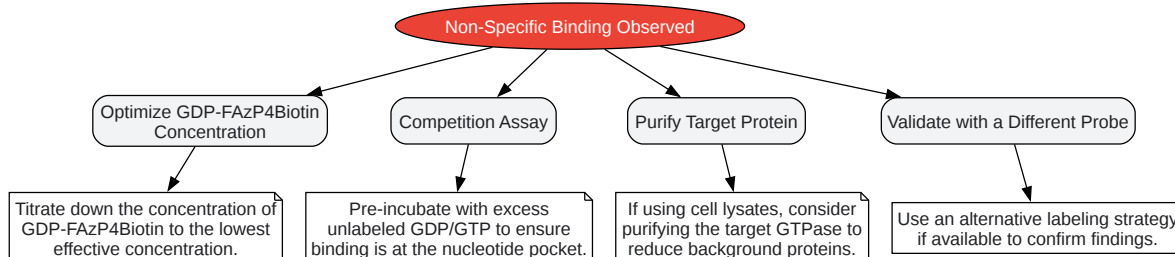 Non-Specific Binding Observed
Optimize GDP-FAzP4Biotin
Concentration
Competition Assay
Purify Target Protein
Validate with a Different Probe
Titrate down the concentration of
GDP-FAzP4Biotin to the lowest
effective concentration.
Pre-incubate with excess
unlabeled GDP/GTP to ensure
binding is at the nucleotide pocket.
If using cell lysates, consider
purifying the target GTPase to
reduce background proteins.
Use an alternative labeling strategy
if available to confirm findings.